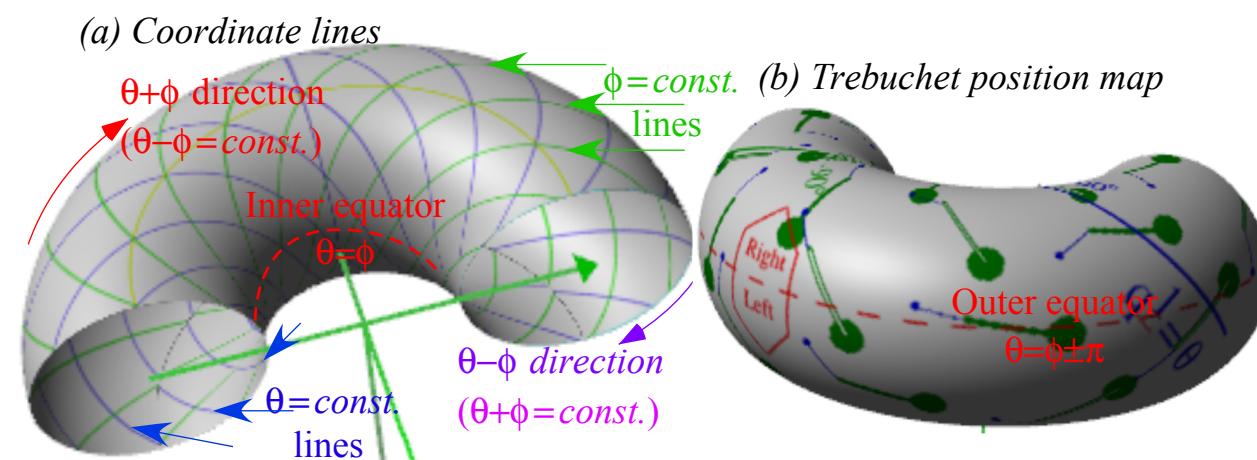 (a) Coordinate lines
θ+ϕ direction
(θ−ϕ=const.)
ϕ=const.
lines
Inner equator
θ=ϕ
θ−ϕ direction
(θ+ϕ=const.)
θ=const.
lines
(b) Trebuchet position map
Right
Left
Outer equator
θ=ϕ±π